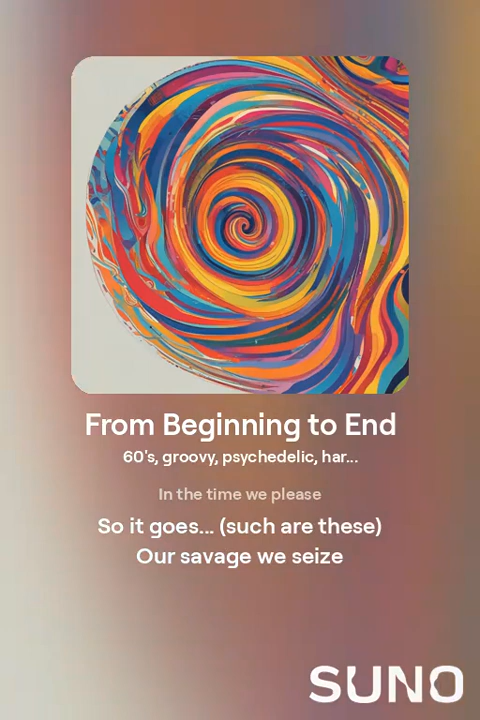 From Beginning to End
60's, groovy, psychedelic, har...
In the time we please
So it goes... (such are these)
Our savage we seize
SUNO